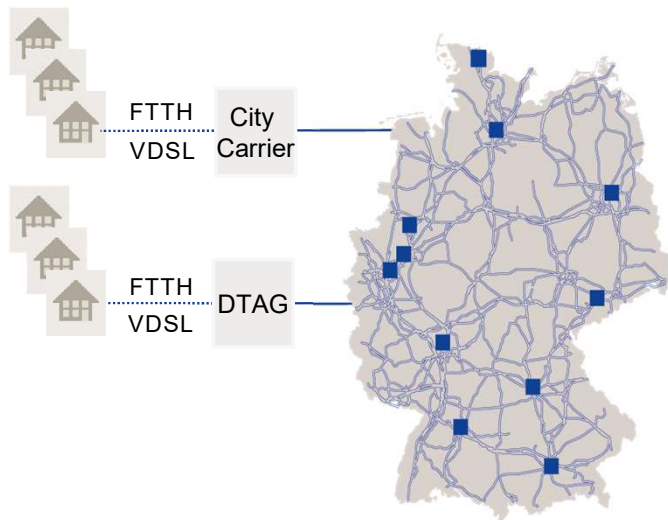 FTTH
VDSL
City
Carrier
FTTH
VDSL
DTAG